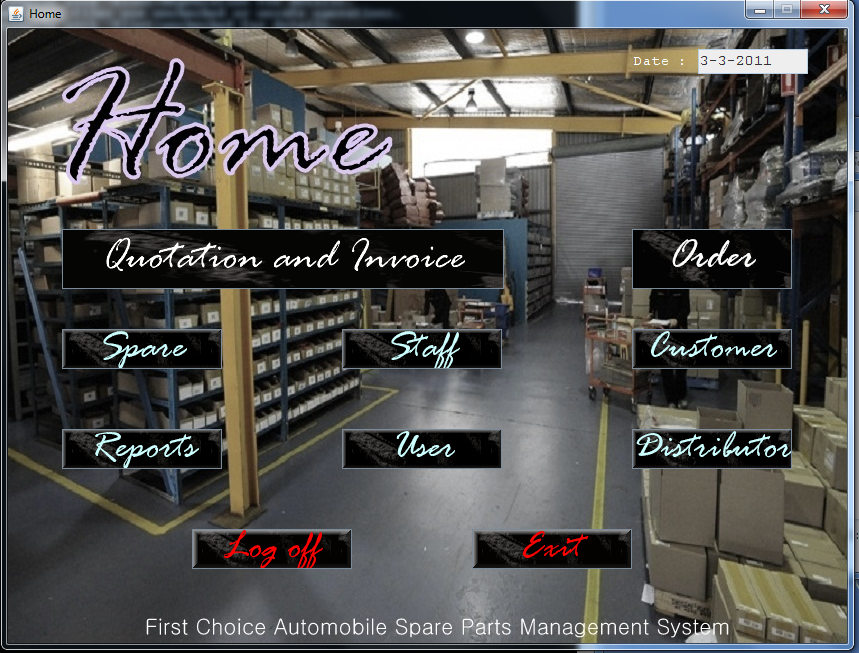 Home
Date : 3-3-2011
Home
Quotation and Invoice
Order
Spare
Staff
Customer
Reports
User
Distributor
Log off
Exit
First Choice Automobile Spare Parts Management System